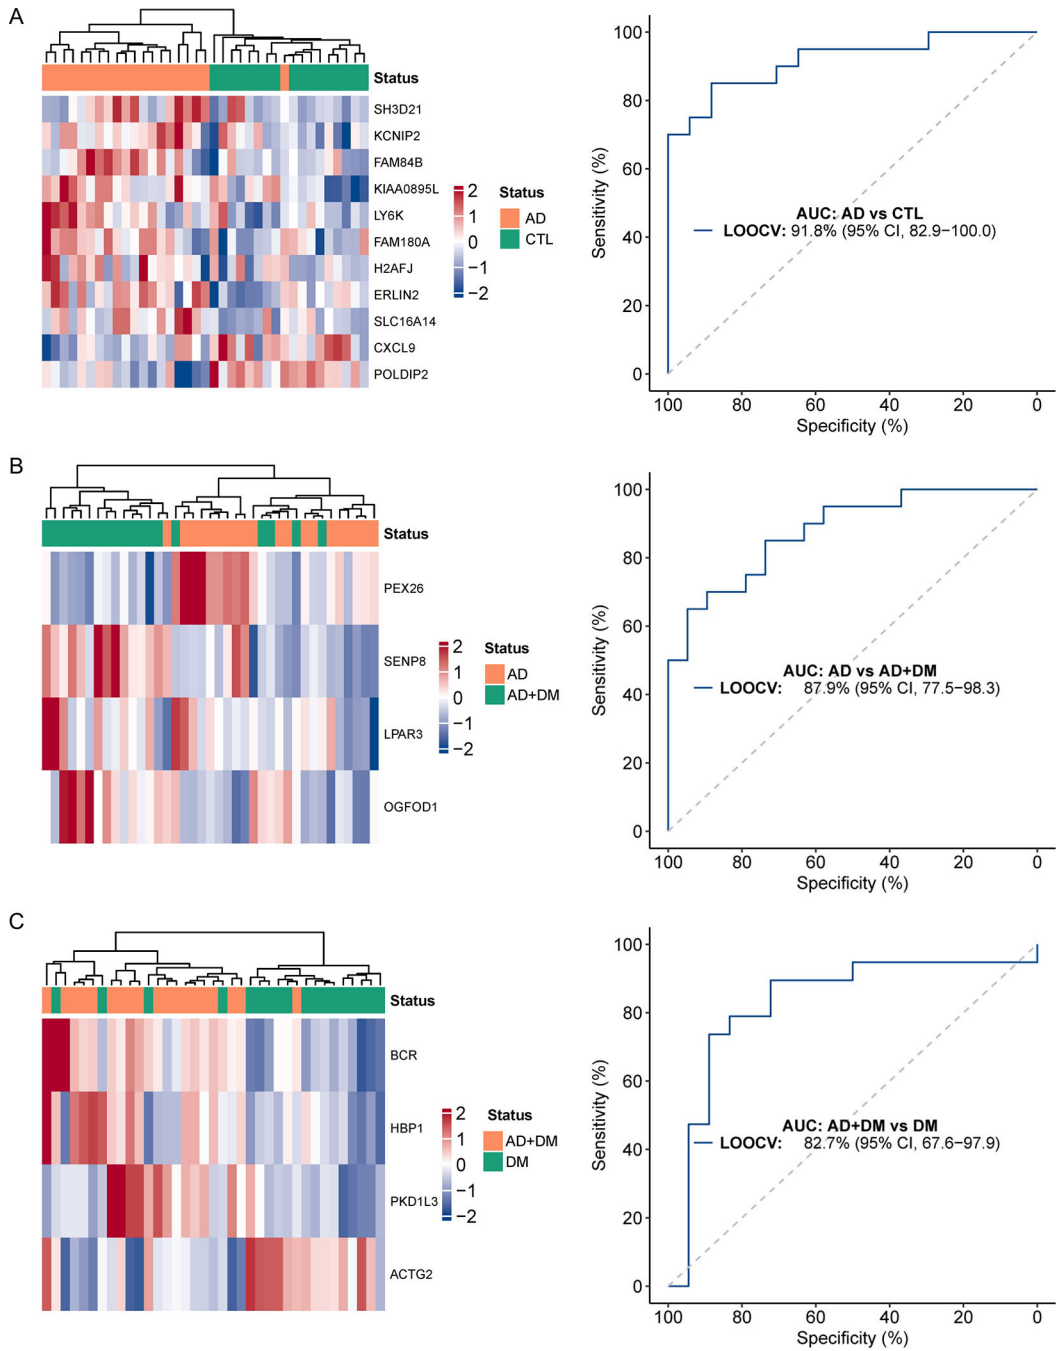 A
Status
SH3D21
KCNIP2
FAM84B
KIAA0895L
LY6K
FAM180A
H2AFJ
ERLIN2
SLC16A14
CXCL9
POLDIP2
2
1
0
−1
−2
Status
AD
CTL
Sensitivity (%)
100
80
60
40
20
0
AUC: AD vs CTL
LOOCV: 91.8% (95% CI, 82.9−100.0)
100 80 60 40 20 0
Specificity (%)
B
Status
PEX26
SENP8
LPAR3
OGFOD1
2
1
0
−1
−2
Status
AD
AD+DM
Sensitivity (%)
100
80
60
40
20
0
AUC: AD vs AD+DM
LOOCV: 87.9% (95% CI, 77.5−98.3)
100 80 60 40 20 0
Specificity (%)
C
Status
BCR
HBP1
PKD1L3
ACTG2
2
1
0
−1
−2
Status
AD+DM
DM
Sensitivity (%)
100
80
60
40
20
0
AUC: AD+DM vs DM
LOOCV: 82.7% (95% CI, 67.6−97.9)
100 80 60 40 20 0
Specificity (%)